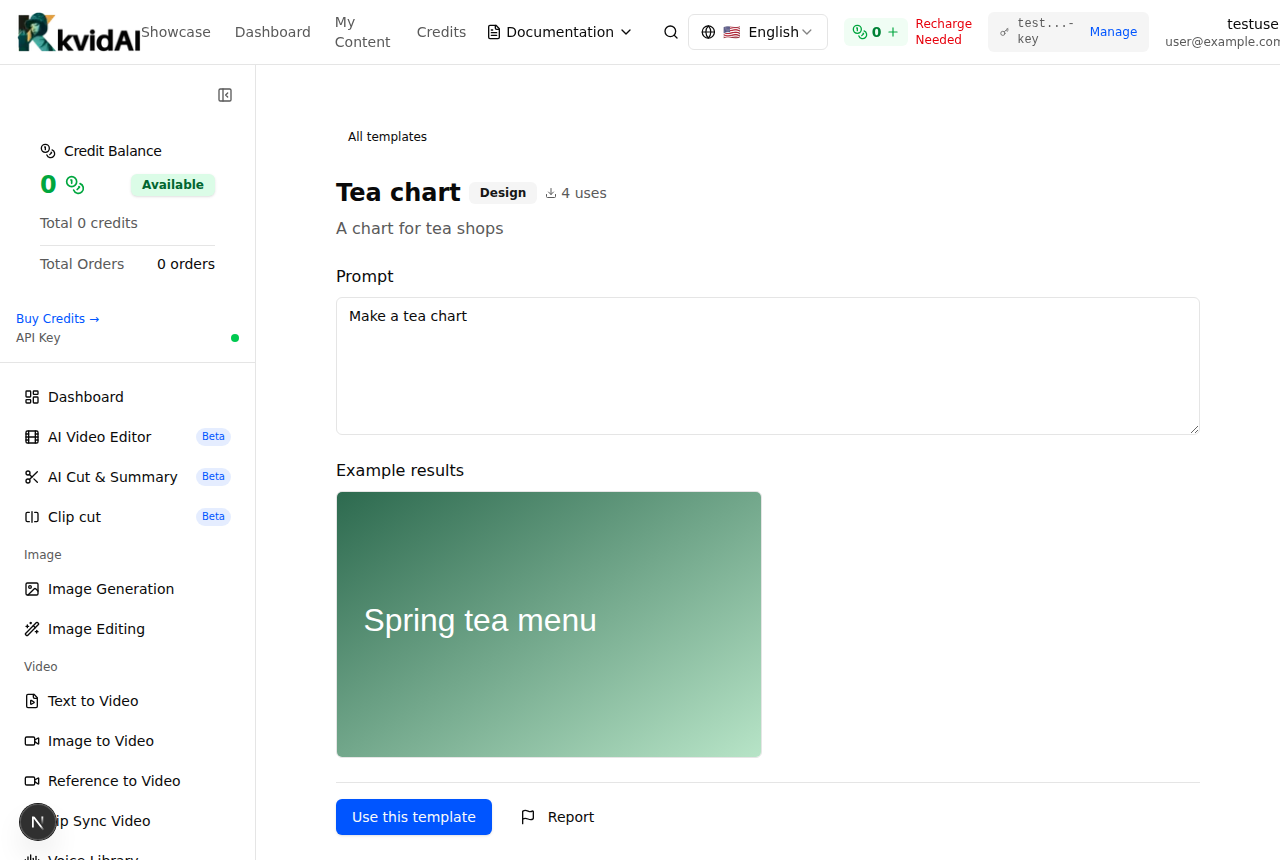 kvidAI
Showcase
Dashboard
My Content
Credits
Documentation
English
0 +
Recharge Needed
test...-key
Manage
user@example.com
Credit Balance
0
Available
Total 0 credits
Total Orders
0 orders
Buy Credits →
API Key
Dashboard
AI Video Editor
Beta
AI Cut & Summary
Beta
Clip cut
Beta
Image
Image Generation
Image Editing
Video
Text to Video
Image to Video
Reference to Video
ip Sync Video
Voice Library
N
All templates
Tea chart
Design
4 uses
A chart for tea shops
Prompt
Make a tea chart
Example results
Spring tea menu
Use this template
Report